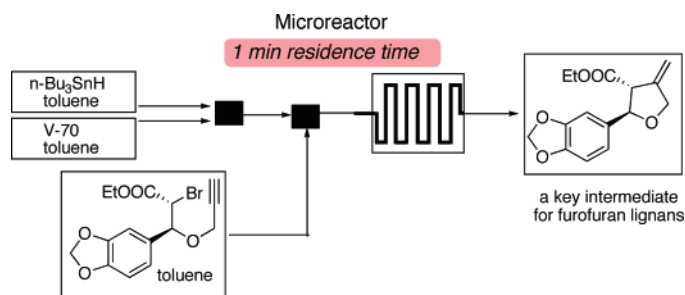 Microreactor
1 min residence time
n-Bu3SnH
toluene
V-70
toluene
EtOOC
Br
O
O
O
toluene
EtOOC
O
O
O
a key intermediate
for furofuran lignans